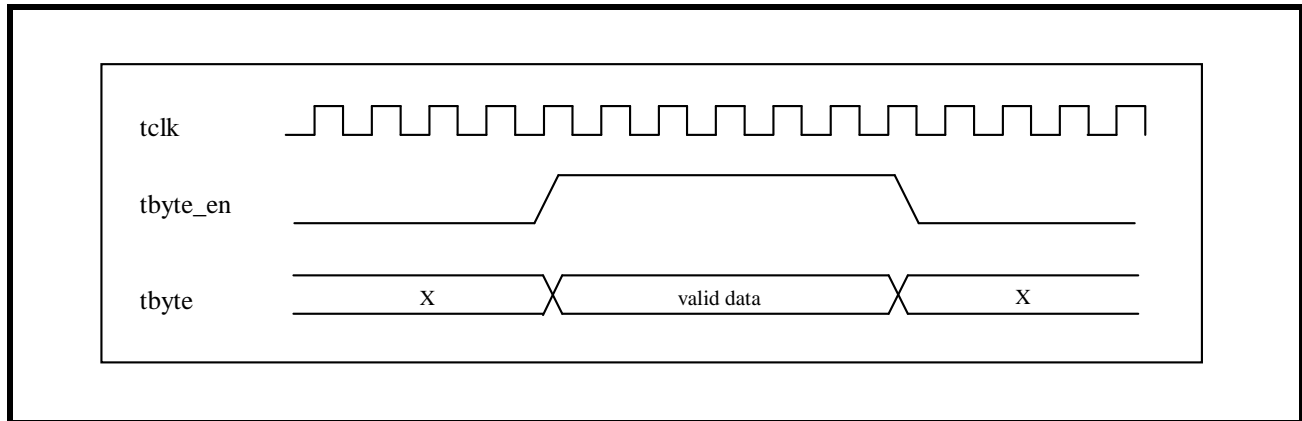 tclk
tbyte_en
tbyte X valid data X